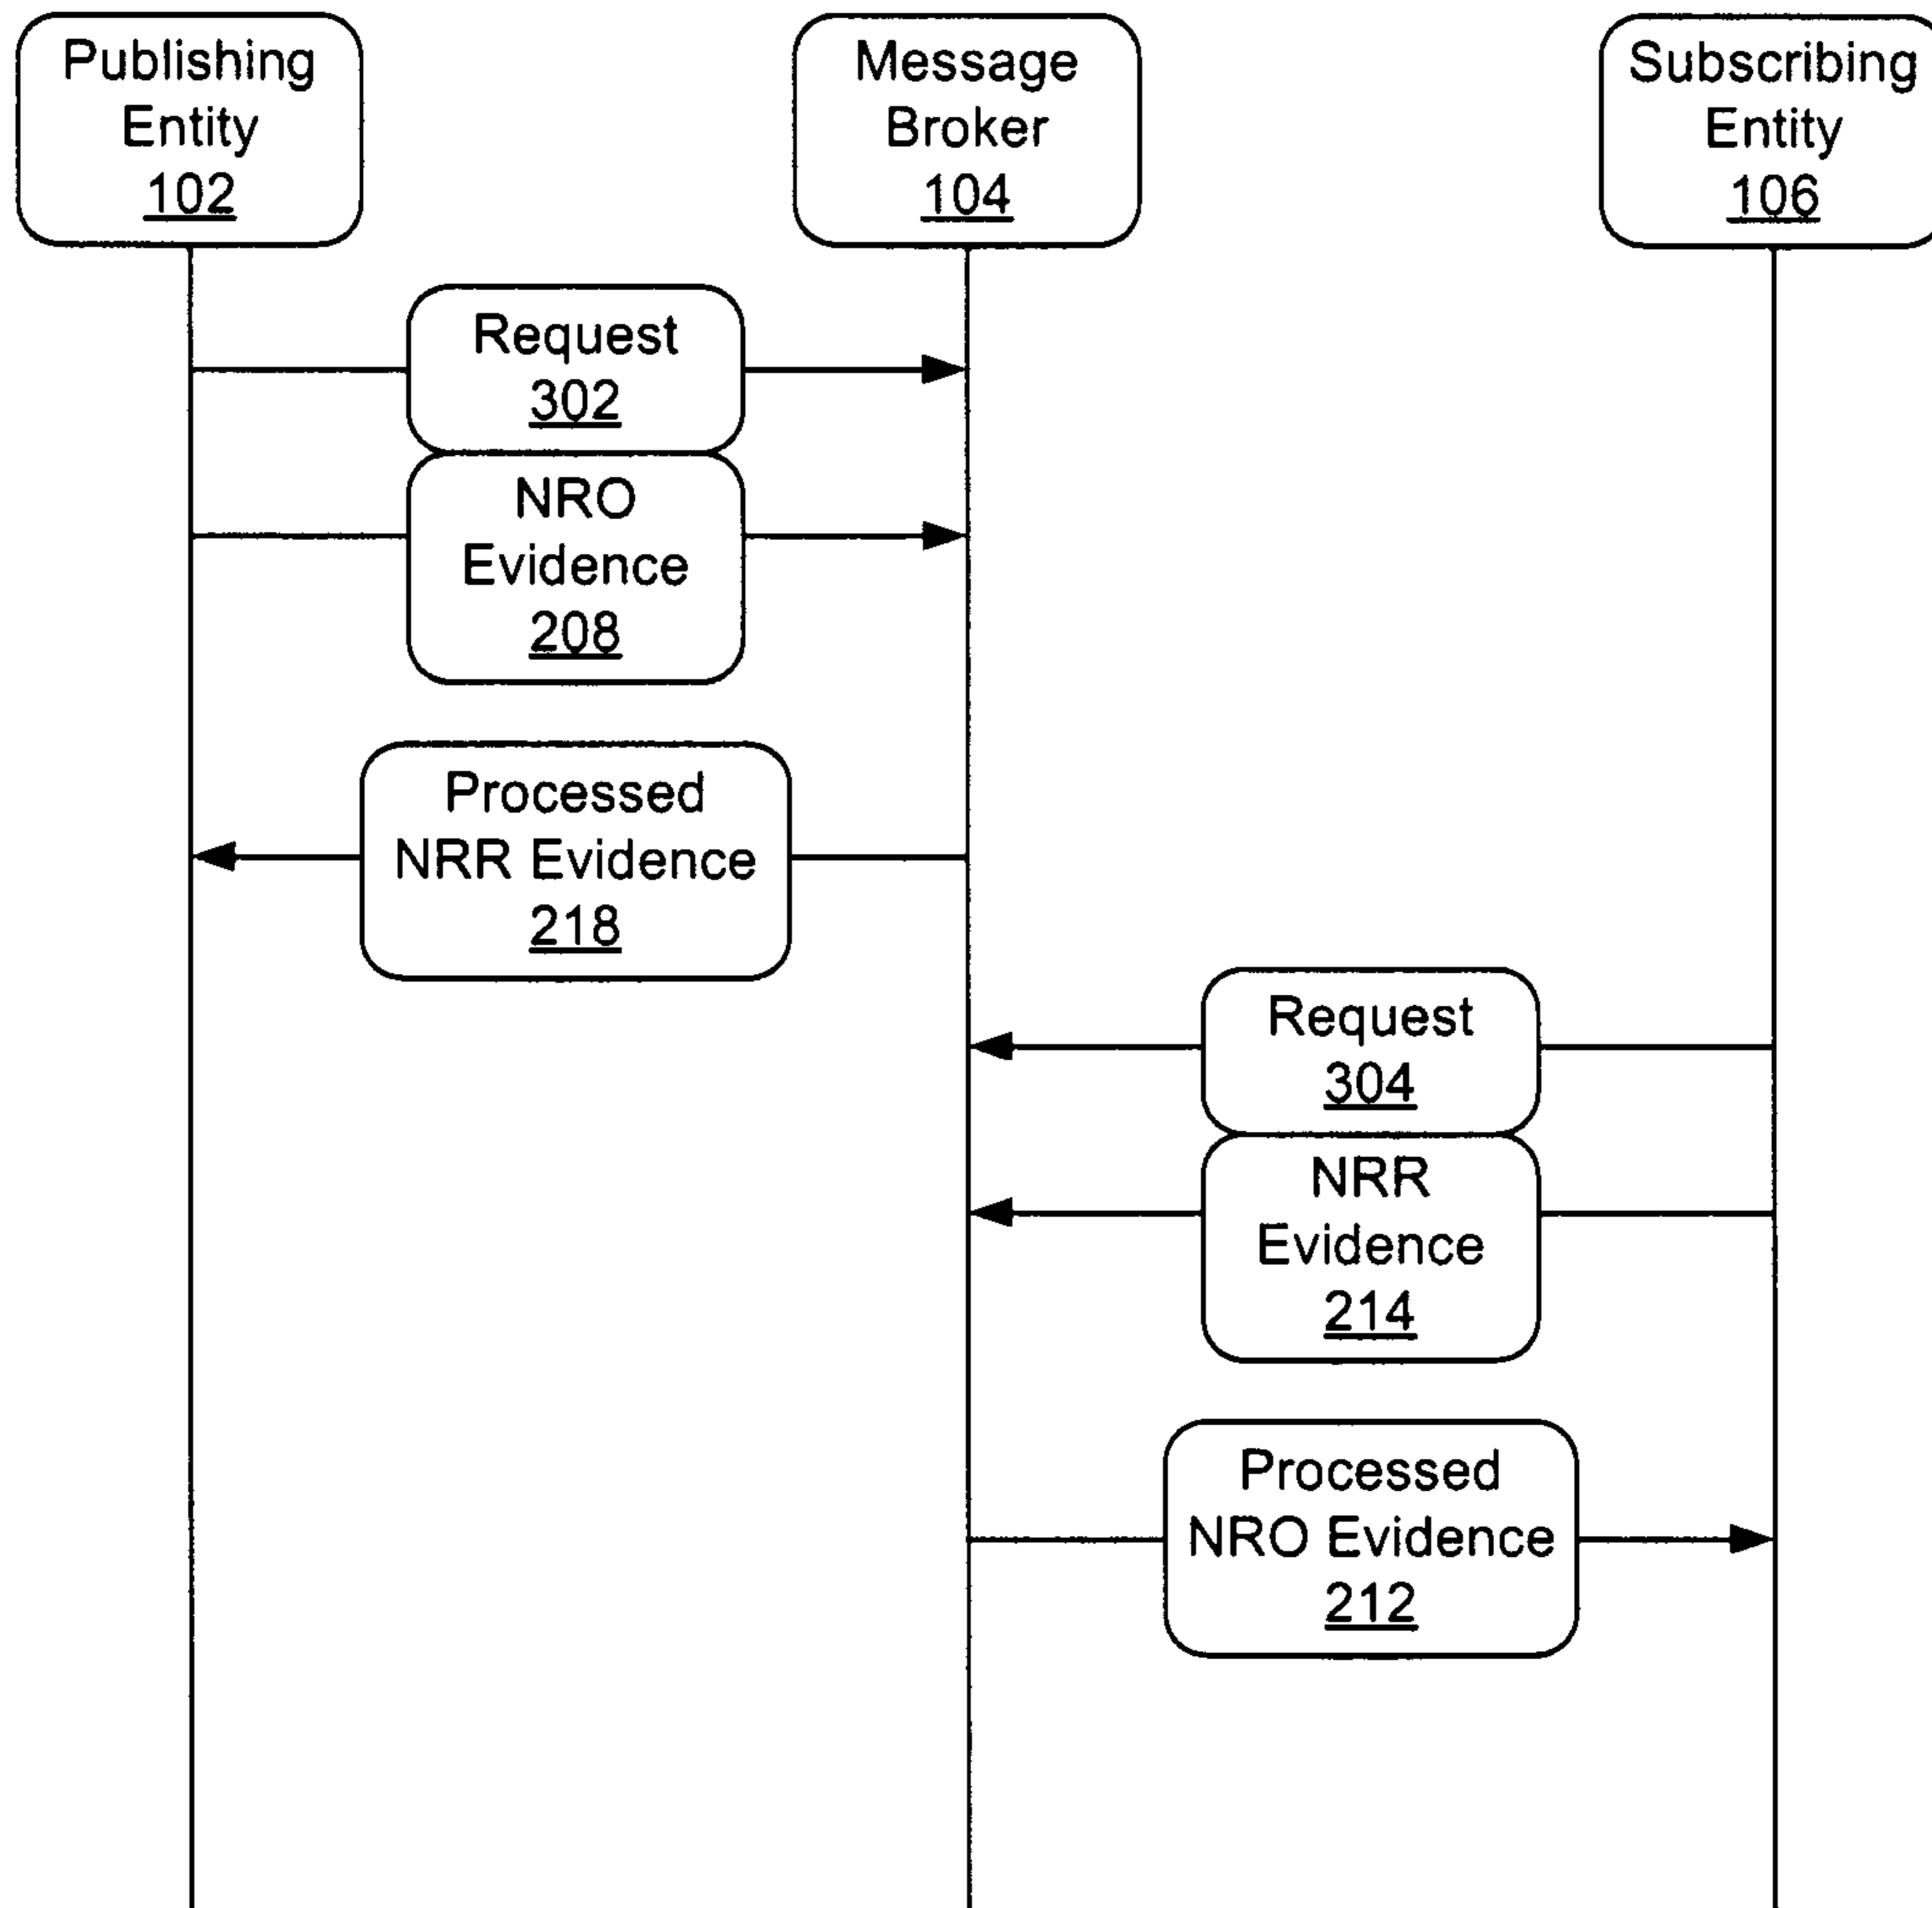 Publishing
Entity
102
Message
Broker
104
Subscribing
Entity
106
Request
302
NRO
Evidence
208
Processed
NRR Evidence
218
Request
304
NRR
Evidence
214
Processed
NRO Evidence
212